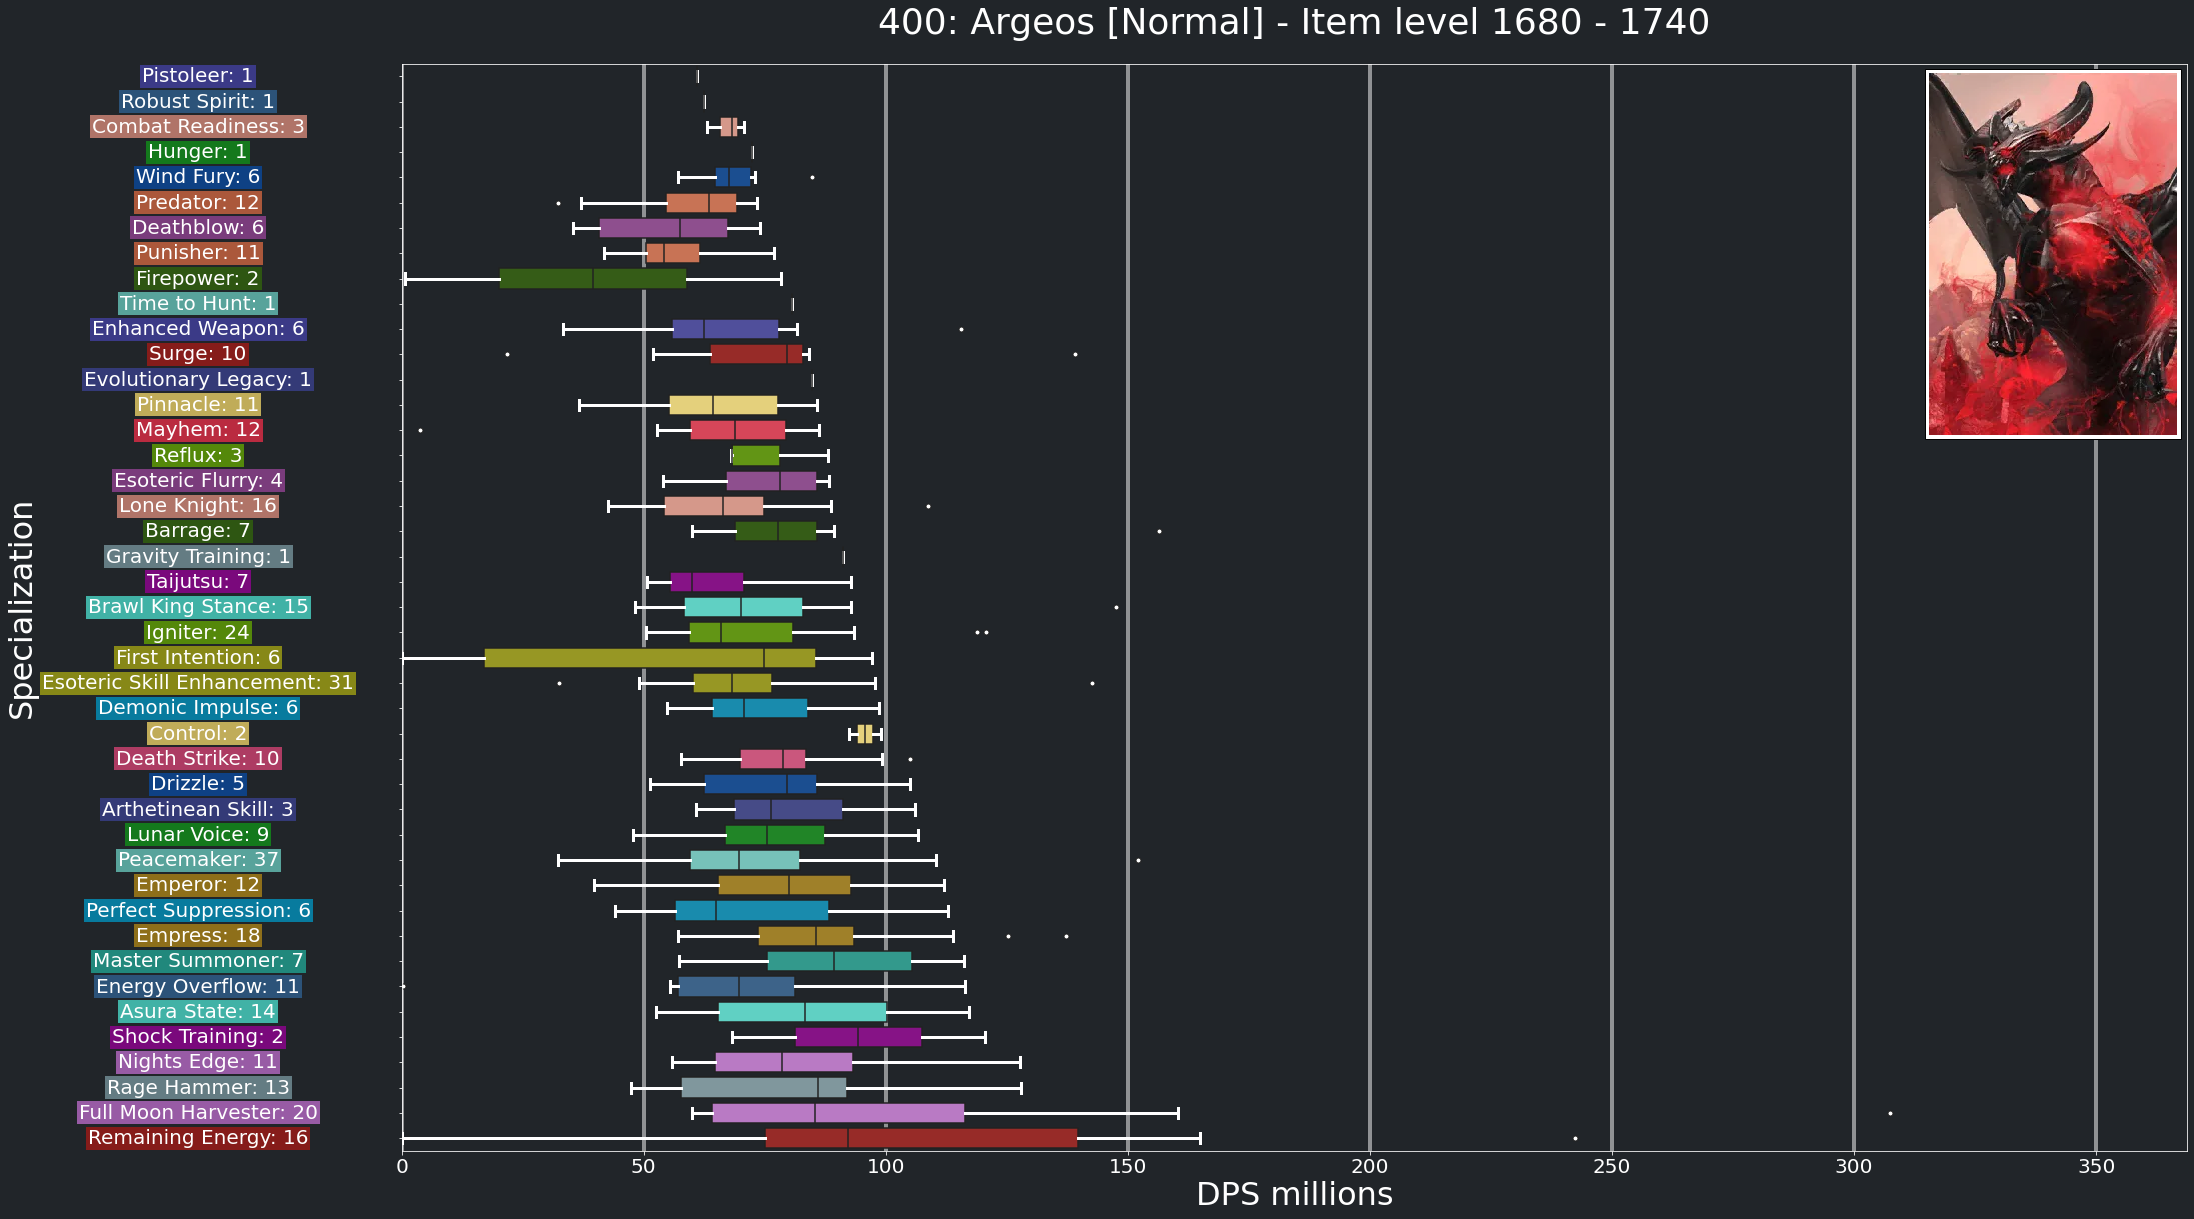 400: Argeos [Normal] - Item level 1680 - 1740
Pistoleer: 1
Robust Spirit: 1
Combat Readiness: 3
Hunger: 1
Wind Fury: 6
Predator: 12
Deathblow: 6
Punisher: 11
Firepower: 2
Time to Hunt: 1
Enhanced Weapon: 6
Surge: 10
Evolutionary Legacy: 1
Pinnacle: 11
Mayhem: 12
Reflux: 3
Esoteric Flurry: 4
Lone Knight: 16
Barrage: 7
Gravity Training: 1
Taijutsu: 7
Brawl King Stance: 15
Igniter: 24
First Intention: 6
Esoteric Skill Enhancement: 31
Demonic Impulse: 6
Control: 2
Death Strike: 10
Drizzle: 5
Arthetinean Skill: 3
Lunar Voice: 9
Peacemaker: 37
Emperor: 12
Perfect Suppression: 6
Empress: 18
Master Summoner: 7
Energy Overflow: 11
Asura State: 14
Shock Training: 2
Nights Edge: 11
Rage Hammer: 13
Full Moon Harvester: 20
Remaining Energy: 16
Specialization
0 50 100 150 200 250 300 350
DPS millions